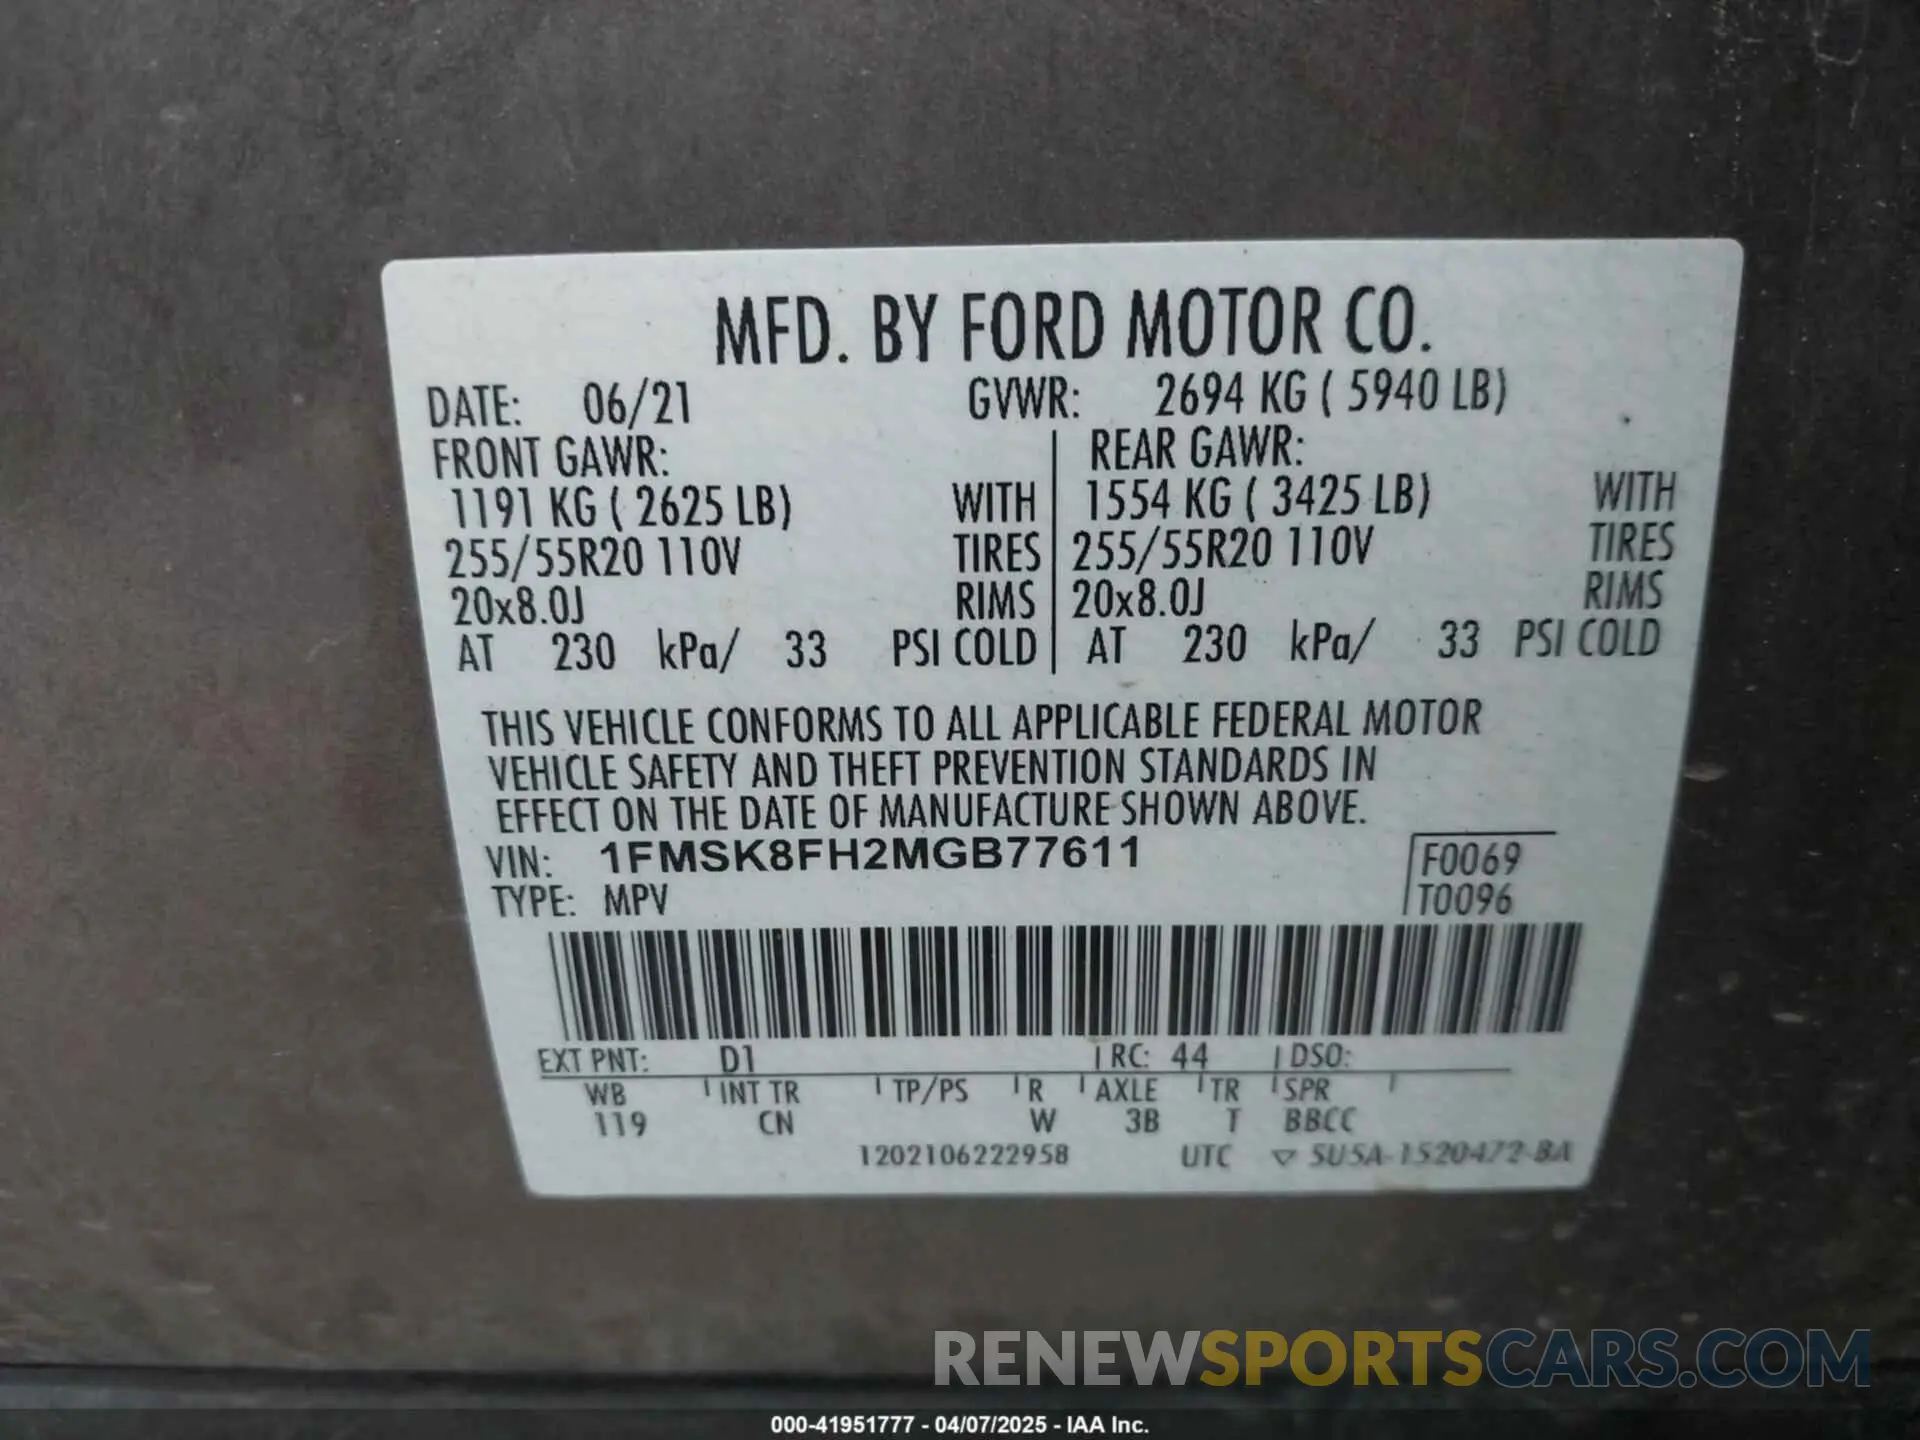 MFD. BY FORD MOTOR CO.
DATE: 06/21 GVWR: 2694 KG ( 5940 LB)
FRONT GAWR: REAR GAWR:
1191 KG ( 2625 LB) WITH 1554 KG ( 3425 LB) WITH
255/55R20 110V TIRES 255/55R20 110V TIRES
20x8.0J RIMS 20x8.0J RIMS
AT 230 kPa/ 33 PSI COLD AT 230 kPa/ 33 PSI COLD
THIS VEHICLE CONFORMS TO ALL APPLICABLE FEDERAL MOTOR
VEHICLE SAFETY AND THEFT PREVENTION STANDARDS IN
EFFECT ON THE DATE OF MANUFACTURE SHOWN ABOVE.
VIN: 1FMSK8FH2MGB77611 F0069
TYPE: MPV T0096
EXT PNT: D1 RC: 44 DSO:
WB INT TR TP/PS R AXLE TR SPR
119 CN W 3B T BBCC
1202106222958 UTC ▽ 5U5A-1520472-BA
RENEWSPORTSCARS.COM
000-41951777 - 04/07/2025 - IAA Inc.